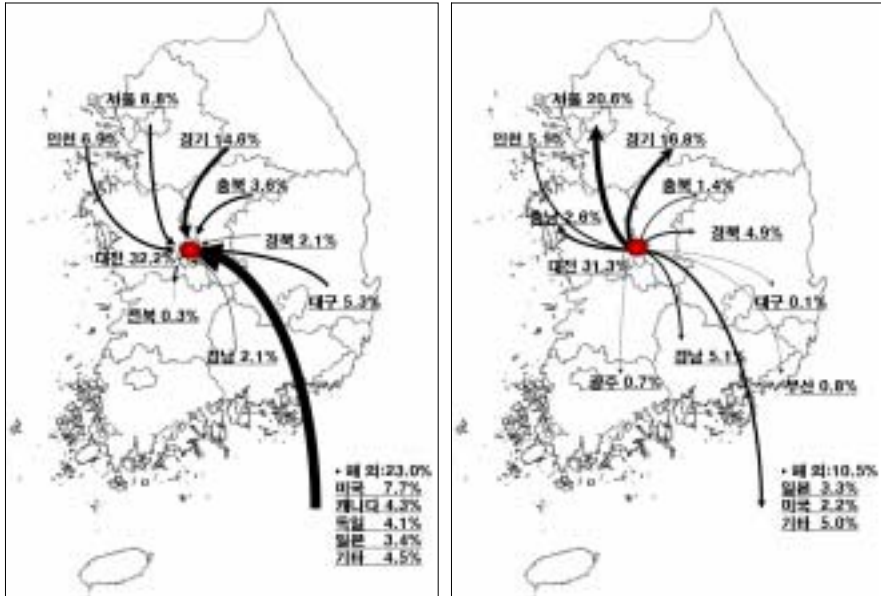 서울 8.8%
인천 6.9%
경기 14.6%
충북 3.6%
경북 2.1%
대전 32.2%
대구 5.3%
전북 0.3%
경남 2.1%
• 해 외:23.0%
미국 7.7%
캐나다 4.3%
독일 4.1%
일본 3.4%
기타 4.5%
서울 20.6%
인천 5.9%
경기 16.8%
충북 1.4%
충남 2.6%
경북 4.9%
대전 31.3%
대구 0.1%
경남 5.1%
광주 0.7%
부산 0.8%
• 해 외:10.5%
일본 3.3%
미국 2.2%
기타 5.0%